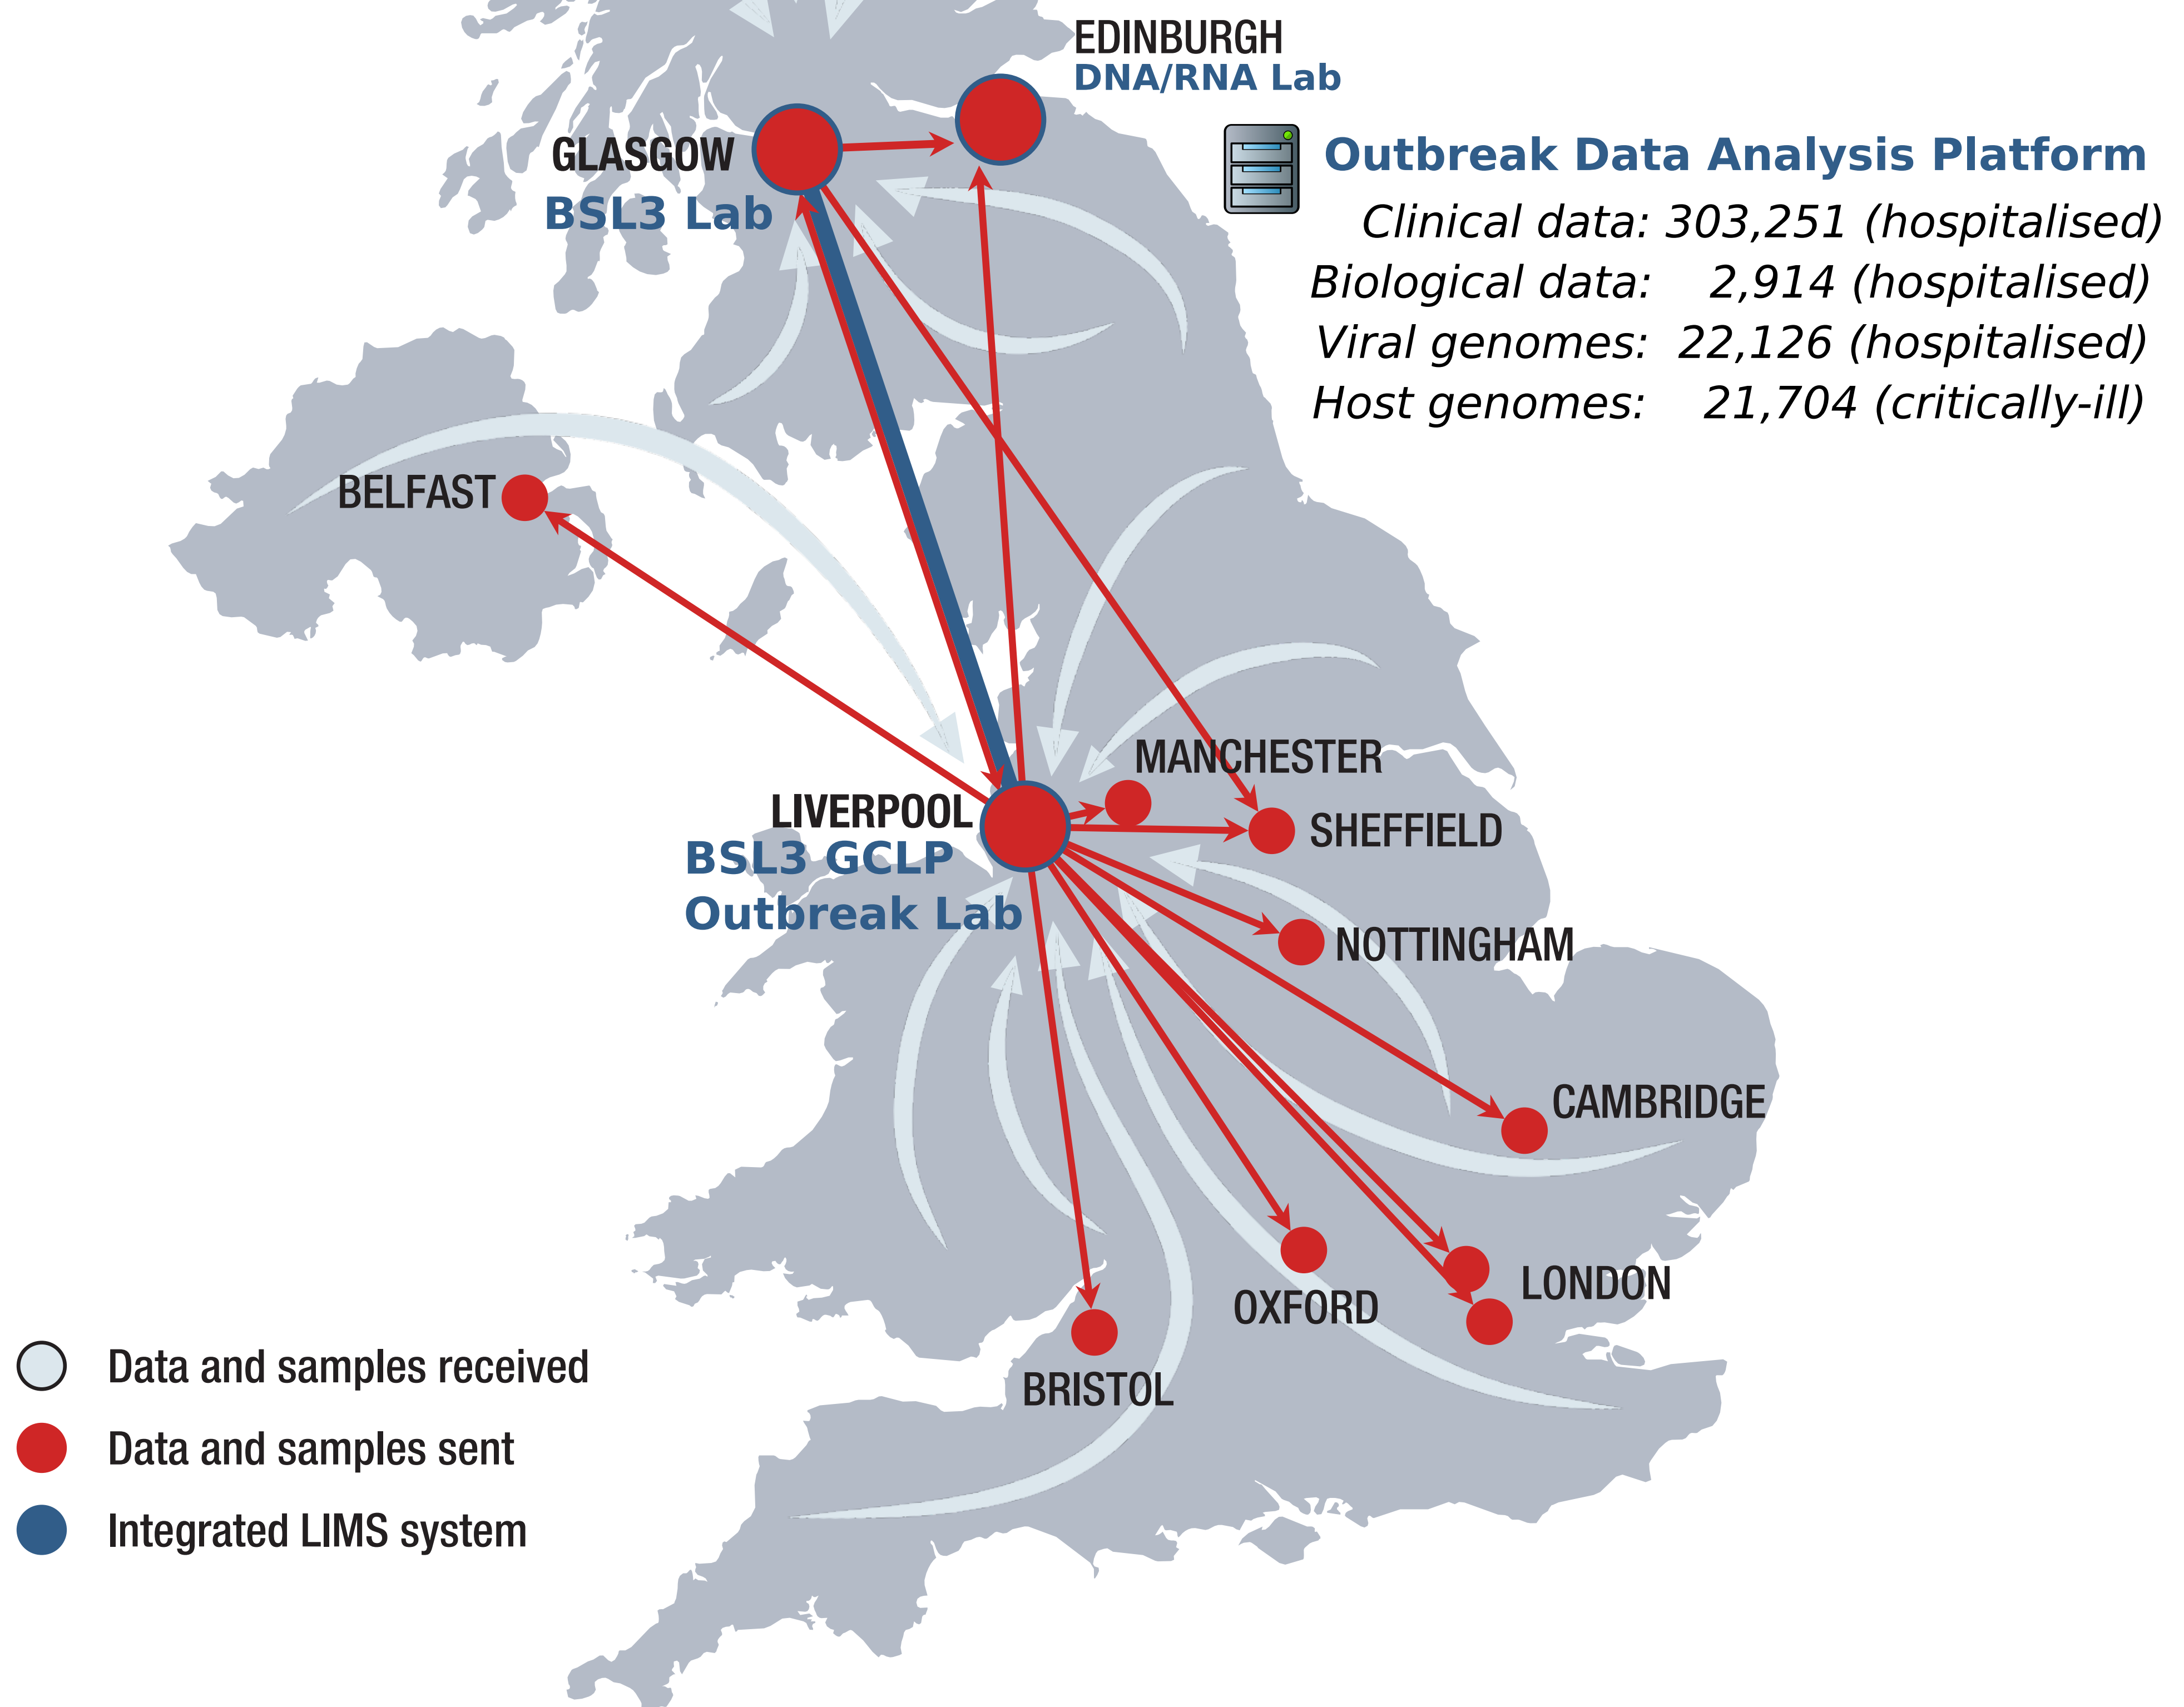 EDINBURGH
DNA/RNA Lab
GLASGOW
BSL3 Lab
Outbreak Data Analysis Platform
Clinical data: 303,251 (hospitalised)
Biological data: 2,914 (hospitalised)
Viral genomes: 22,126 (hospitalised)
Host genomes: 21,704 (critically-ill)
BELFAST
MANCHESTER
LIVERPOOL
BSL3 GCLP
Outbreak Lab
SHEFFIELD
NOTTINGHAM
CAMBRIDGE
LONDON
OXFORD
BRISTOL
Data and samples received
Data and samples sent
Integrated LIMS system